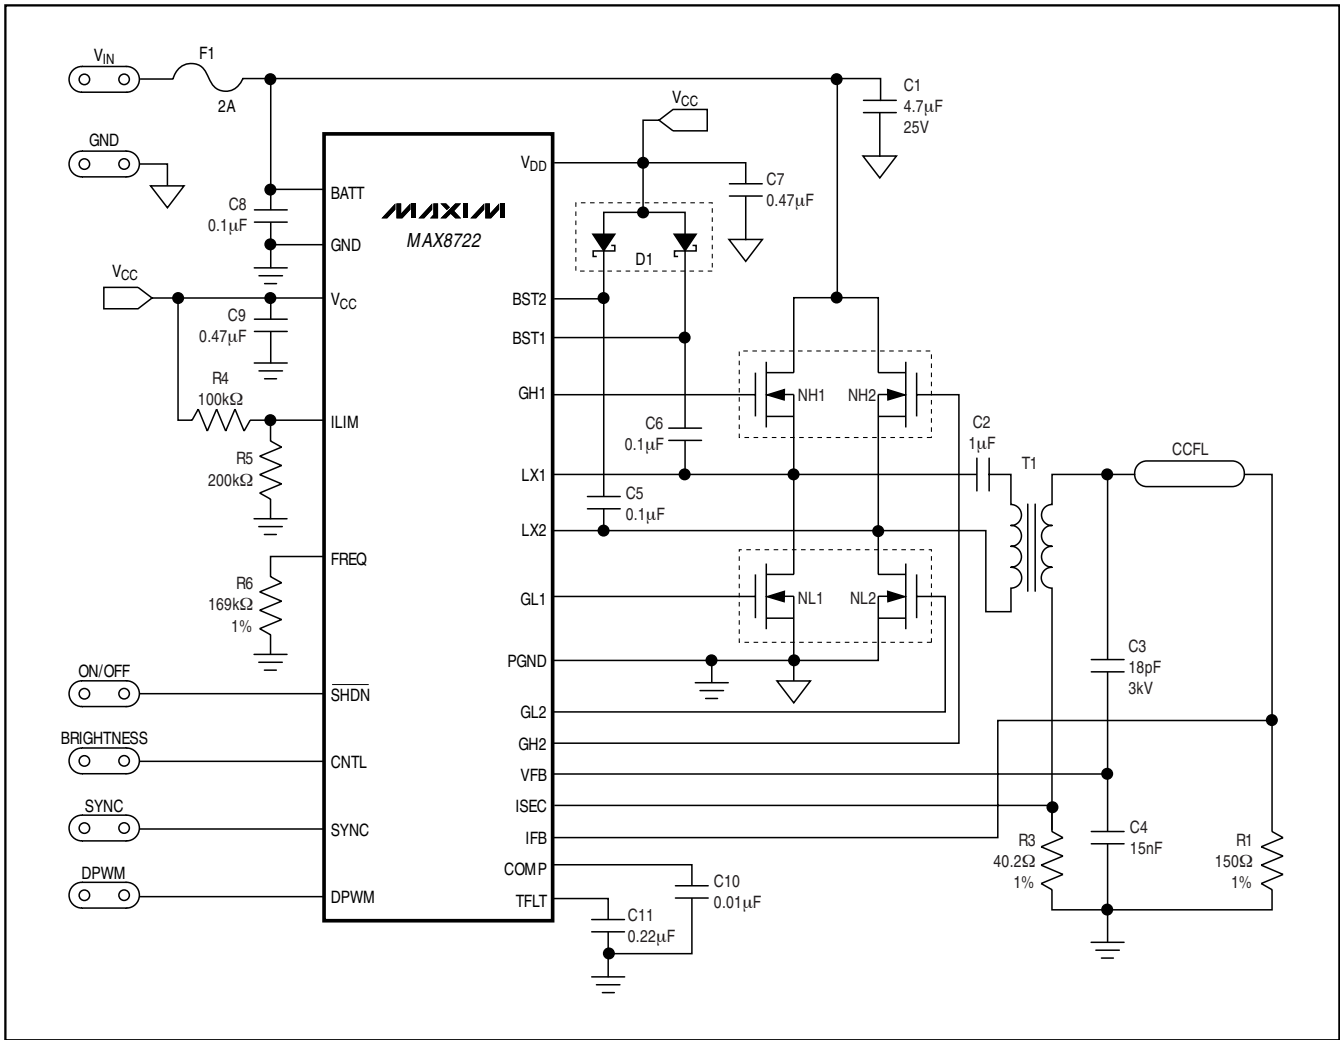 VIN
F1
2A
GND
C1
4.7µF
25V
VCC
MAXIM
MAX8722
BATT
GND
VCC
ILIM
FREQ
SHDN
CNTL
SYNC
DPWM
VDD
BST2
BST1
GH1
LX1
LX2
GL1
PGND
GL2
GH2
VFB
ISEC
IFB
COMP
TFLT
C8
0.1µF
VCC
C9
0.47µF
R4
100kΩ
R5
200kΩ
R6
169kΩ
1%
ON/OFF
BRIGHTNESS
SYNC
DPWM
C7
0.47µF
D1
NH1
NH2
C6
0.1µF
C5
0.1µF
C2
1µF
T1
CCFL
NL1
NL2
C3
18pF
3kV
C4
15nF
R3
40.2Ω
1%
R1
150Ω
1%
C10
0.01µF
C11
0.22µF